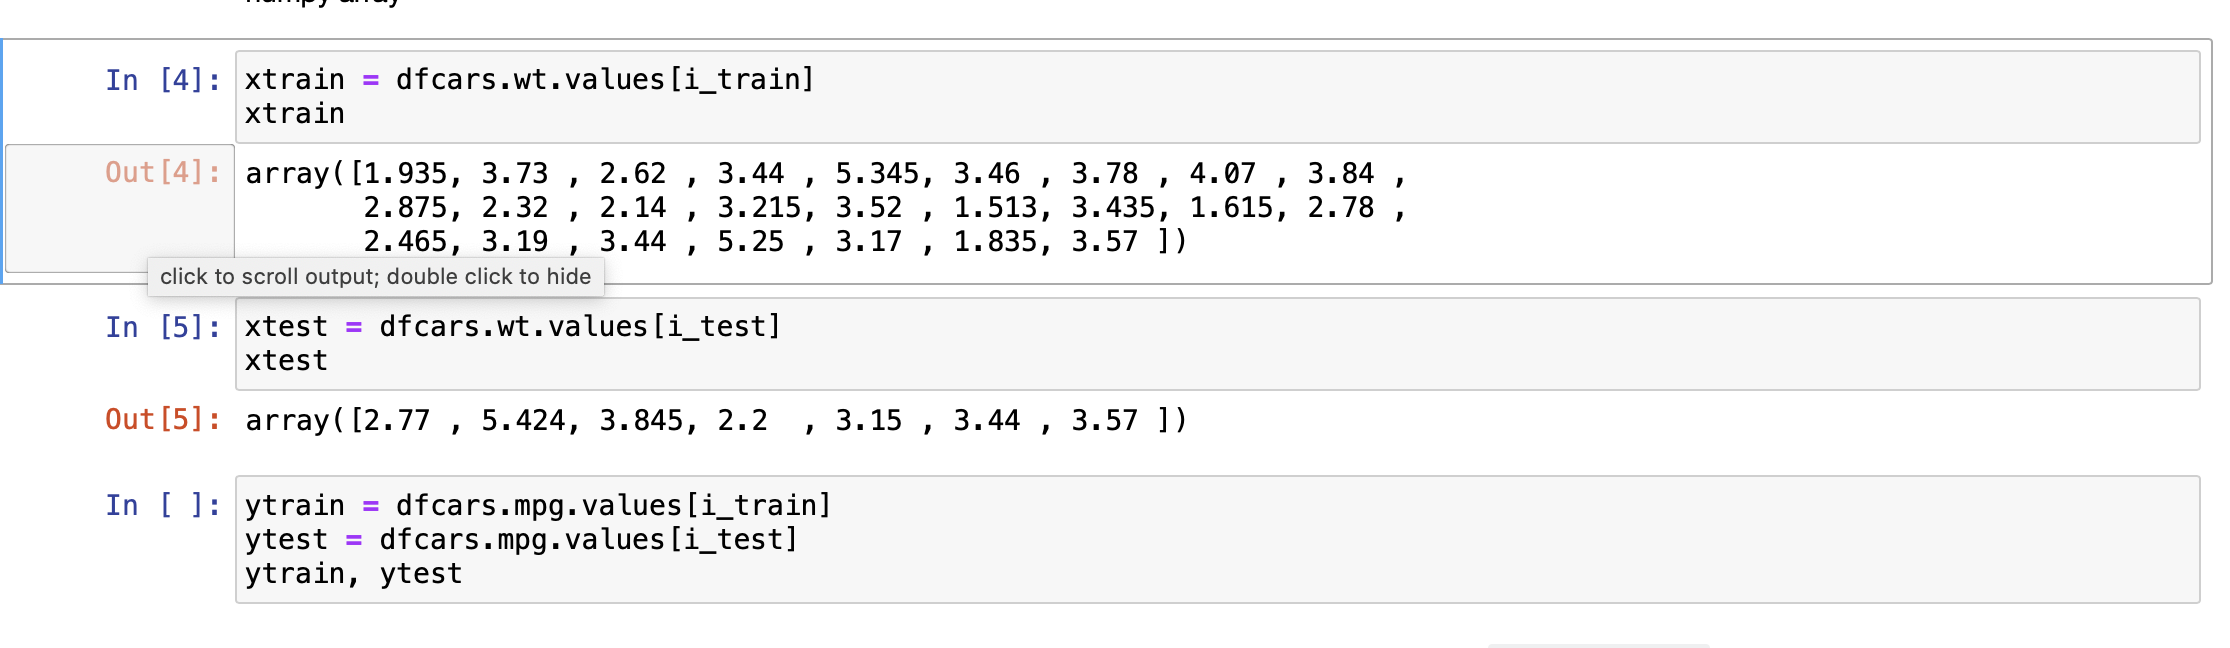 numpy array
In [4]:
xtrain = dfcars.wt.values[i_train]
xtrain
Out[4]:
array([1.935, 3.73 , 2.62 , 3.44 , 5.345, 3.46 , 3.78 , 4.07 , 3.84 ,
2.875, 2.32 , 2.14 , 3.215, 3.52 , 1.513, 3.435, 1.615, 2.78 ,
2.465, 3.19 , 3.44 , 5.25 , 3.17 , 1.835, 3.57 ])
click to scroll output; double click to hide
In [5]:
xtest = dfcars.wt.values[i_test]
xtest
Out[5]:
array([2.77 , 5.424, 3.845, 2.2  , 3.15 , 3.44 , 3.57 ])
In [ ]:
ytrain = dfcars.mpg.values[i_train]
ytest = dfcars.mpg.values[i_test]
ytrain, ytest